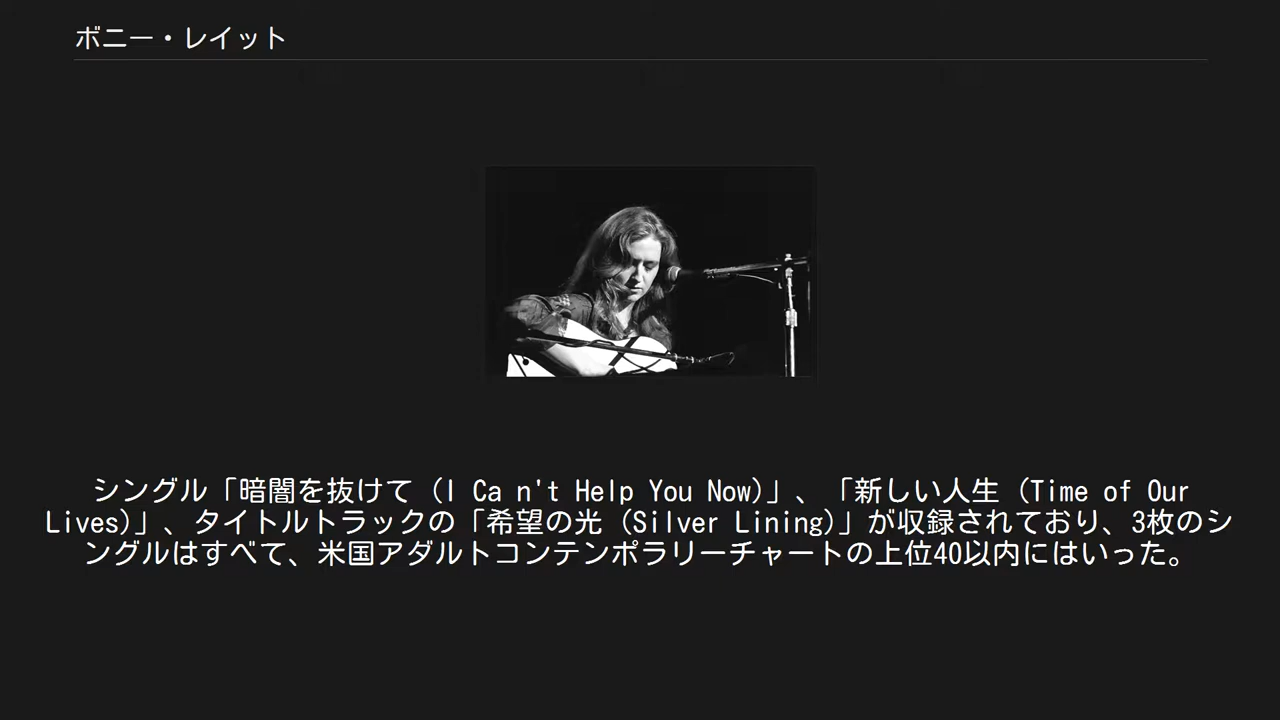 ボニー・レイット
シングル「暗闇を抜けて（I Ca n't Help You Now)」、「新しい人生（Time of Our
Lives)」、タイトルトラックの「希望の光（Silver Lining)」が収録されており、3枚のシ
ングルはすべて、米国アダルトコンテンポラリーチャートの上位40以内にはいった。